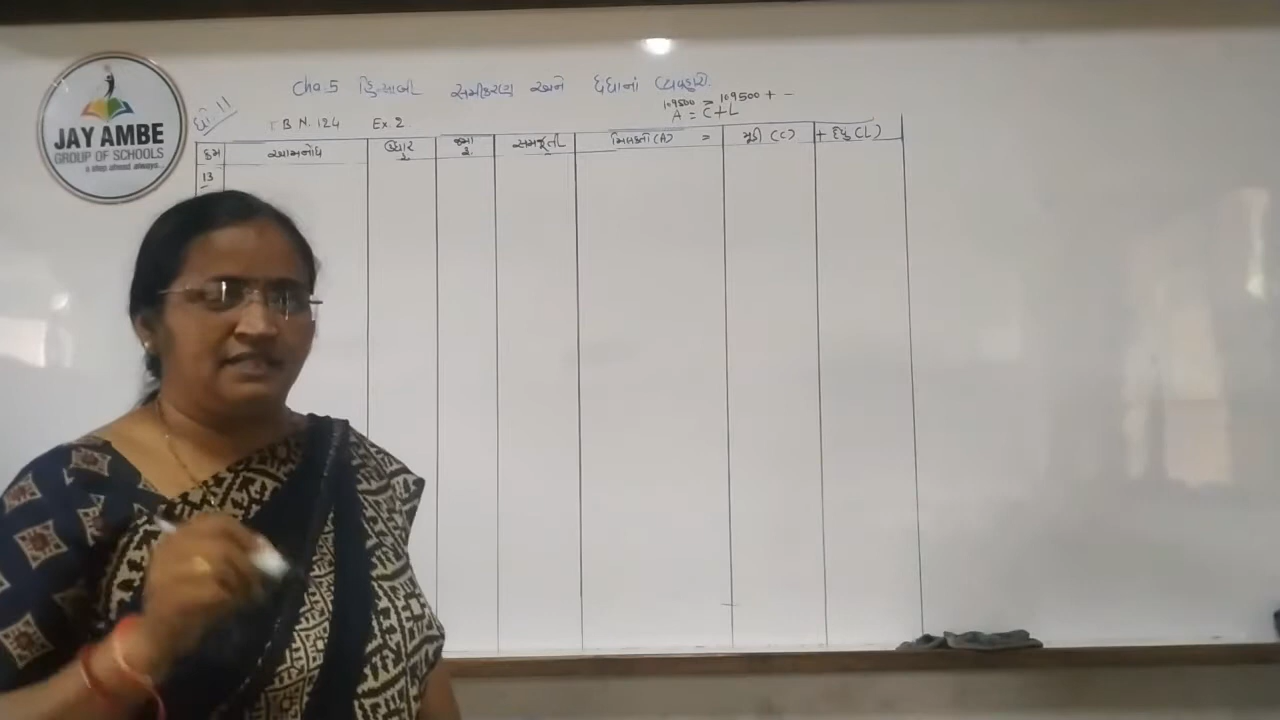 JAY AMBE
GROUP OF SCHOOLS
a step ahead always...
ધો. 11
Cha.5 હિસાબી સમીકરણ અને ધંધાનાં વ્યવહારો.
109500 = 109500 + -
A = C+L
T B N. 124 Ex. 2.
ક્રમ આમનોંધ ઉધાર ₹ જમા ₹ સમજૂતી મિલકતો (A) = મૂડી (C) + દેવું (L)
13